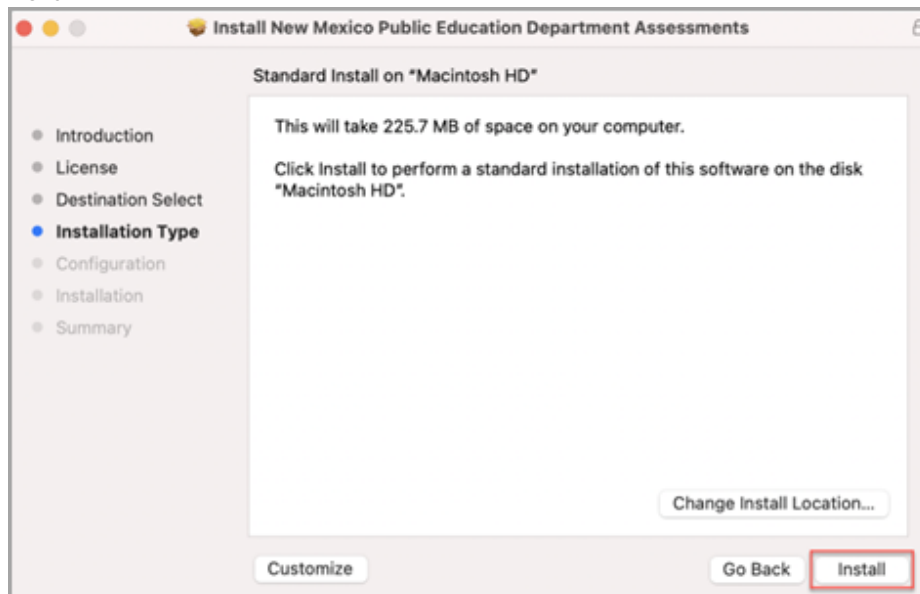 Install New Mexico Public Education Department Assessments
Standard Install on "Macintosh HD"
Introduction
License
Destination Select
Installation Type
Configuration
Installation
Summary
This will take 225.7 MB of space on your computer.
Click Install to perform a standard installation of this software on the disk
"Macintosh HD".
Change Install Location...
Customize
Go Back
Install